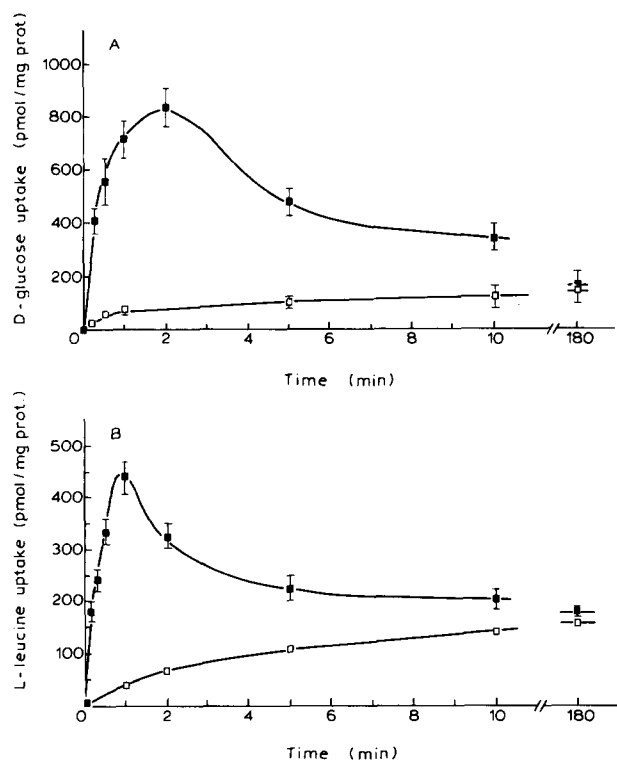 A
D-glucose uptake (pmol/mg prot.)
1000
800
600
400
200
0
0 2 4 6 8 10 180
Time (min)
B
L-leucine uptake (pmol/mg prot.)
500
400
300
200
100
0 2 4 6 8 10 180
Time (min)